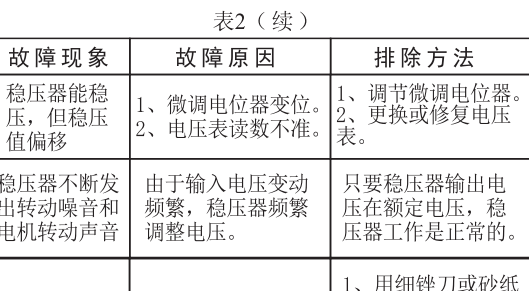 表2（续）
故障现象
故障原因
排除方法
稳压器能稳
压，但稳压
值偏移
1、微调电位器变位。
2、电压表读数不准。
1、调节微调电位器。
2、更换或修复电压
表。
稳压器不断发
出转动噪音和
电机转动声音
由于输入电压变动
频繁，稳压器频繁
调整电压。
只要稳压器输出电
压在额定电压，稳
压器工作是正常的。
1、用细锉刀或砂纸